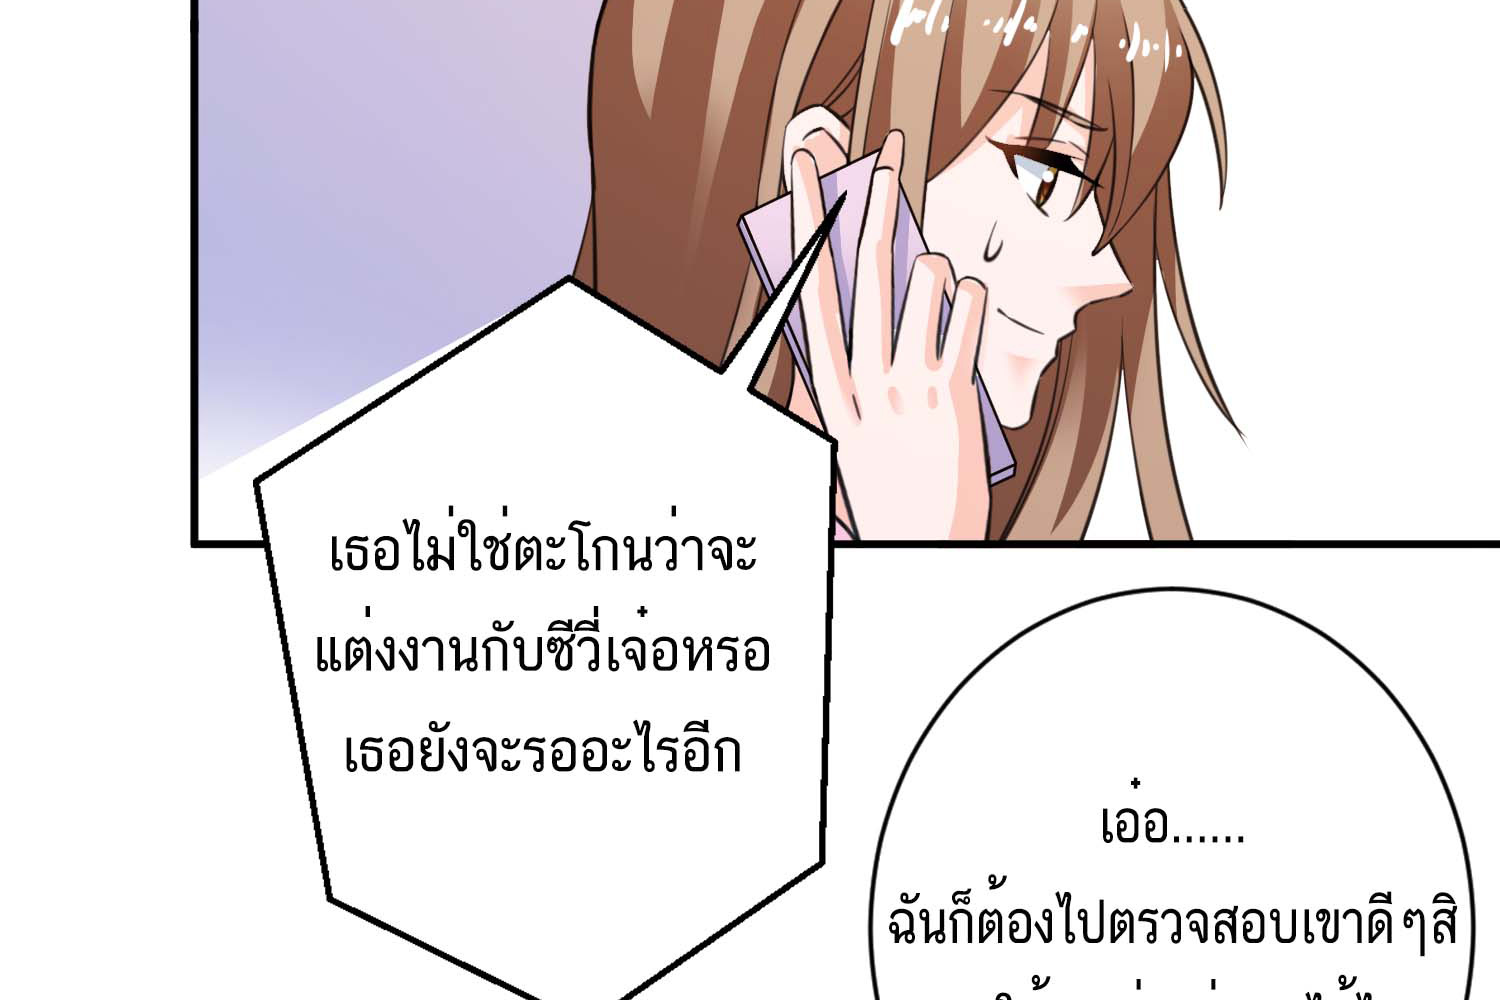 เธอไม่ใช่ตะโกนว่าจะ
แต่งงานกับซีวี่เจ๋อหรอ
เธอยังจะรออะไรอีก
เอ๋อ......
ฉันก็ต้องไปตรวจสอบเขาดีๆสิ